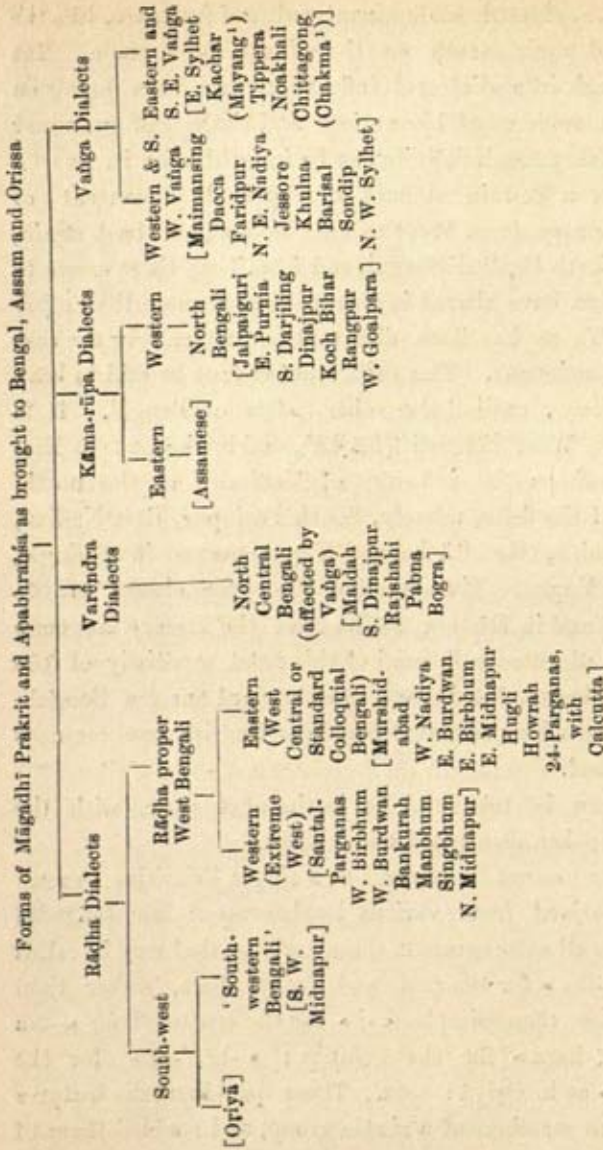 Forms of Māgadhī Prakrit and Apabhraṅśa as brought to Bengal, Assam and Orissa
Rāḍha Dialects
South-west
[Oṛiyā]
'South-
western
Bengali'
[S. W.
Midnapur]
Rāḍha proper
West Bengali
Western
(Extreme
West)
[Santal-
Parganas
W. Birbhum
W. Burdwan
Bankurah
Manbhum
Singbhum
N. Midnapur]
Eastern
(West
Central or
Standard
Colloquial
Bengali)
[Murshid-
abad
W. Nadiya
E. Burdwan
E. Birbhum
E. Midnapur
Hugli
Howrah
24-Parganas,
with
Calcutta]
Varēndra
Dialects
North
Central
Bengali
(affected by
Vaṅga)
[Maldah
S. Dinajpur
Rajshahi
Pabna
Bogra]
Kāma-rūpa Dialects
Eastern
[Assamese]
Western
North
Bengali
[Jalpaiguri
E. Purnia
S. Darjiling
Dinajpur
Koch Bihar
Rangpur
W. Goalpara]
Vaṅga Dialects
Western & S.
W. Vaṅga
[Maimansing
Dacca
Faridpur
N. E. Nadiya
Jessore
Khulna
Barisal
Sondip
N. W. Sylhet]
Eastern and
S. E. Vaṅga
[E. Sylhet
Kachar
(Mayang¹)
Tippera
Noakhali
Chittagong
(Chakma¹)]